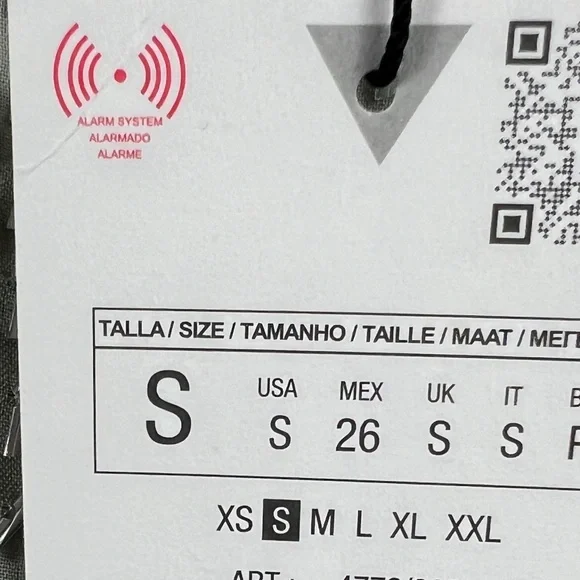 ALARM SYSTEM
ALARMADO
ALARME
TALLA / SIZE / TAMANHO / TAILLE / MAAT /
S
USA MEX UK IT
S 26 S S
XS S M L XL XXL